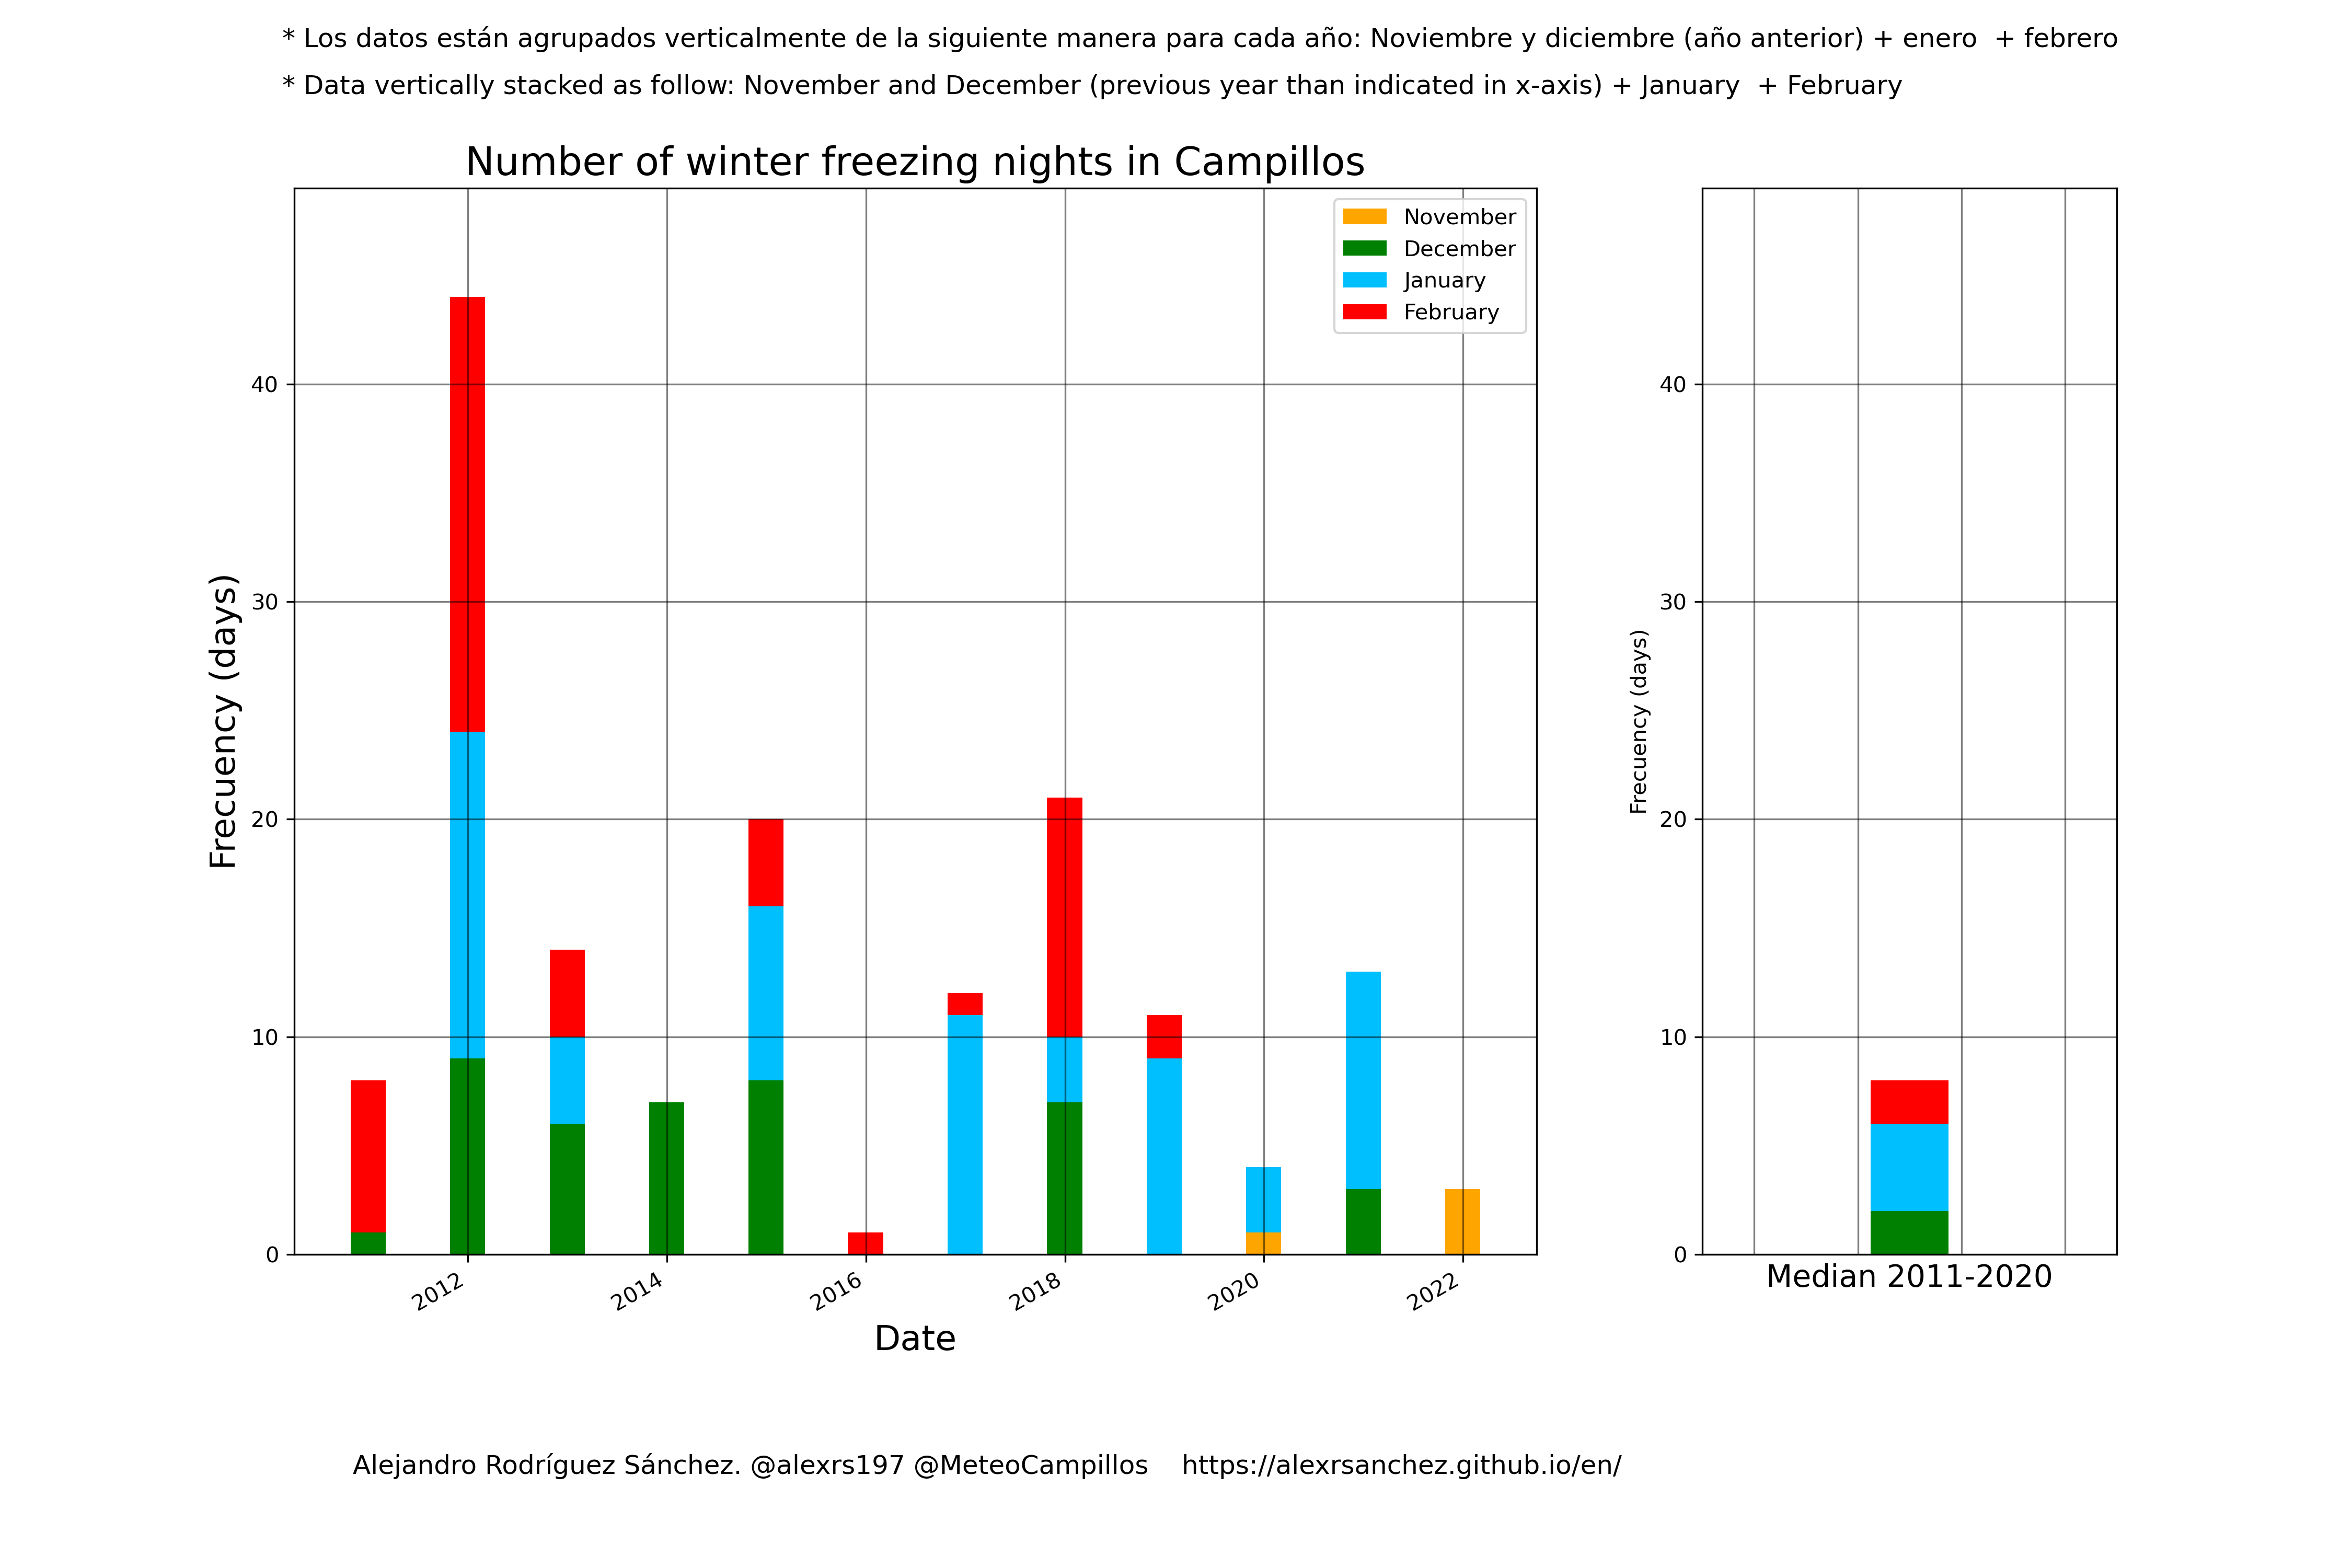 * Los datos están agrupados verticalmente de la siguiente manera para cada año: Noviembre y diciembre (año anterior) + enero  + febrero
* Data vertically stacked as follow: November and December (previous year than indicated in x-axis) + January  + February
Number of winter freezing nights in Campillos
November
December
January
February
Frecuency (days)
40
30
20
10
0
2012
2014
2016
2018
2020
2022
Date
Frecuency (days)
40
30
20
10
0
Median 2011-2020
Alejandro Rodríguez Sánchez. @alexrs197 @MeteoCampillos    https://alexrsanchez.github.io/en/